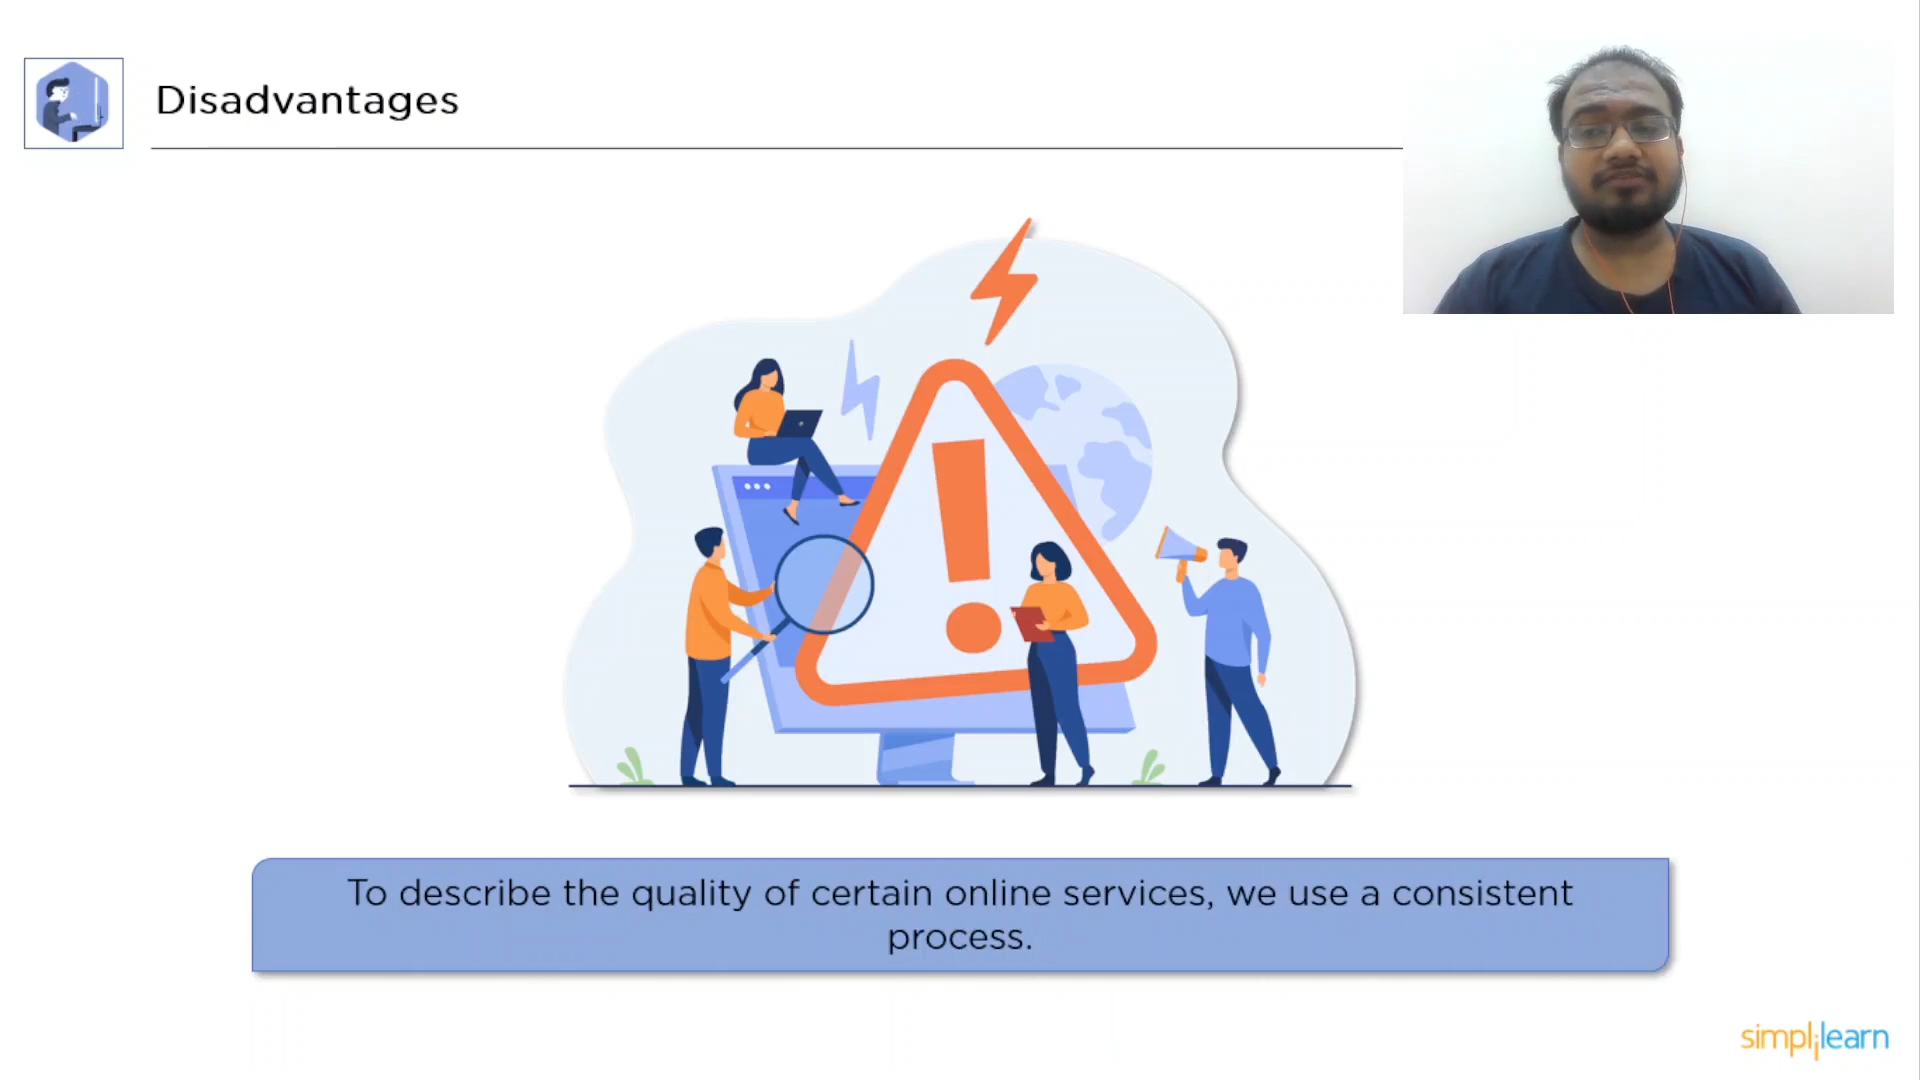 Disadvantages
To describe the quality of certain online services, we use a consistent
process.
simplilearn